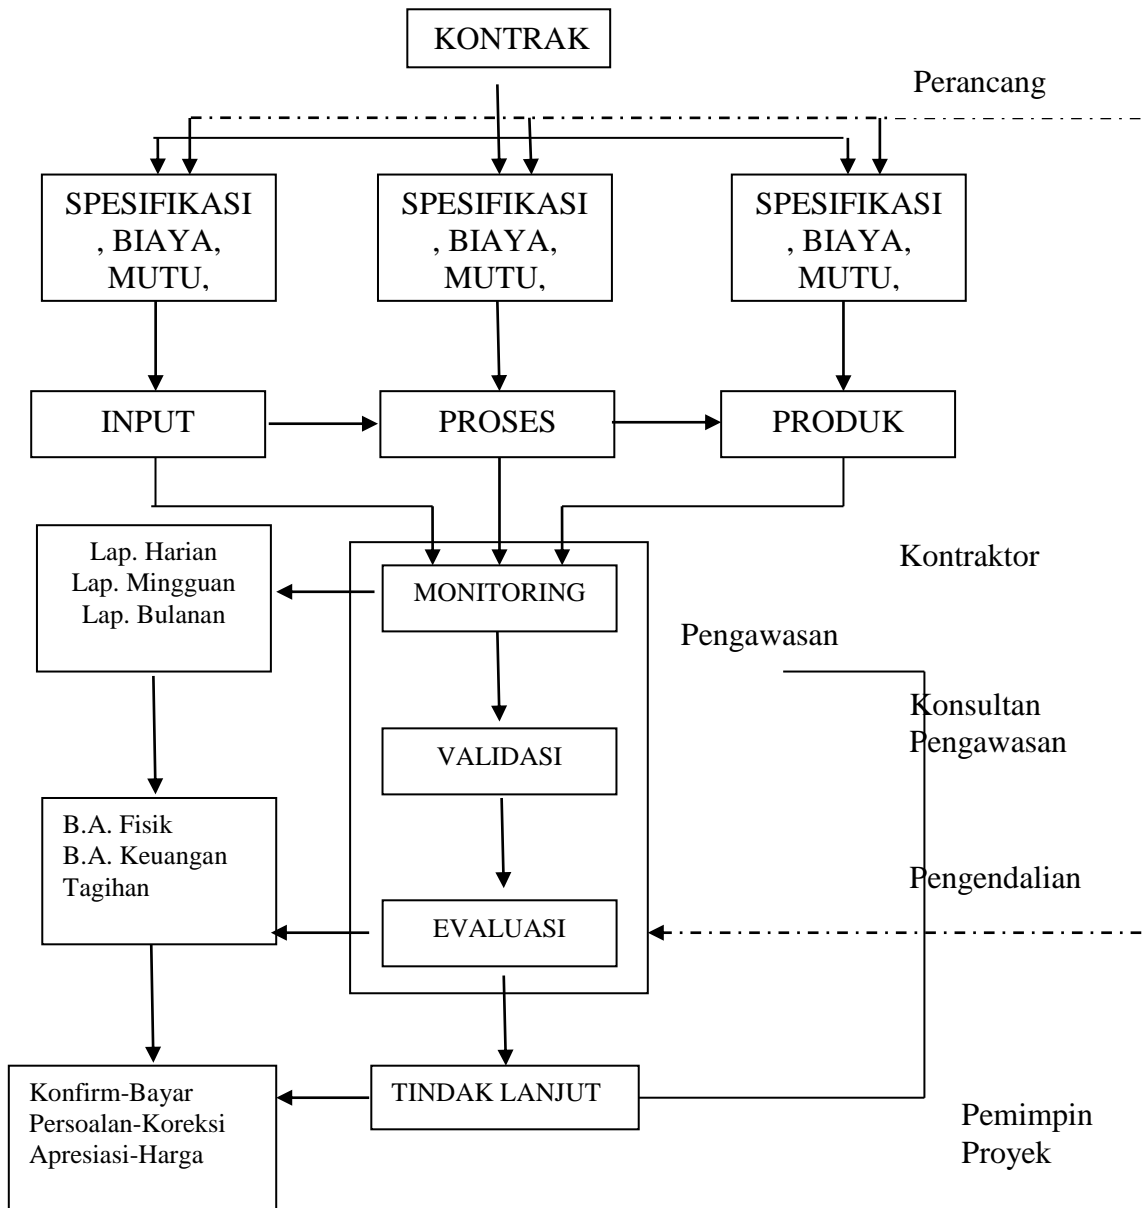 KONTRAK
Perancang
SPESIFIKASI
, BIAYA,
MUTU,
SPESIFIKASI
, BIAYA,
MUTU,
SPESIFIKASI
, BIAYA,
MUTU,
INPUT
PROSES
PRODUK
Lap. Harian
Lap. Mingguan
Lap. Bulanan
MONITORING
Kontraktor
Pengawasan
Konsultan
Pengawasan
VALIDASI
B.A. Fisik
B.A. Keuangan
Tagihan
EVALUASI
Pengendalian
Konfirm-Bayar
Persoalan-Koreksi
Apresiasi-Harga
TINDAK LANJUT
Pemimpin
Proyek